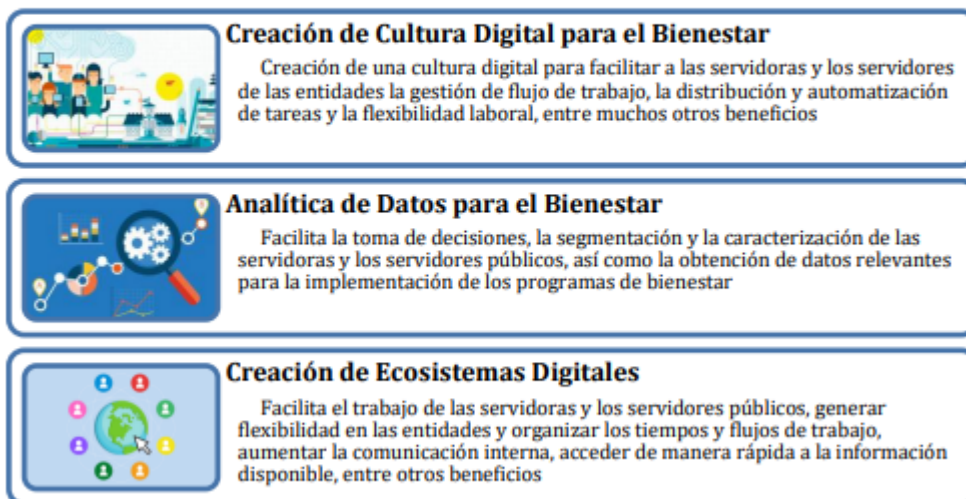 Creación de Cultura Digital para el Bienestar
Creación de una cultura digital para facilitar a las servidoras y los servidores
de las entidades la gestión de flujo de trabajo, la distribución y automatización
de tareas y la flexibilidad laboral, entre muchos otros beneficios
Analítica de Datos para el Bienestar
Facilita la toma de decisiones, la segmentación y la caracterización de las
servidoras y los servidores públicos, así como la obtención de datos relevantes
para la implementación de los programas de bienestar
Creación de Ecosistemas Digitales
Facilita el trabajo de las servidoras y los servidores públicos, generar
flexibilidad en las entidades y organizar los tiempos y flujos de trabajo,
aumentar la comunicación interna, acceder de manera rápida a la información
disponible, entre otros beneficios